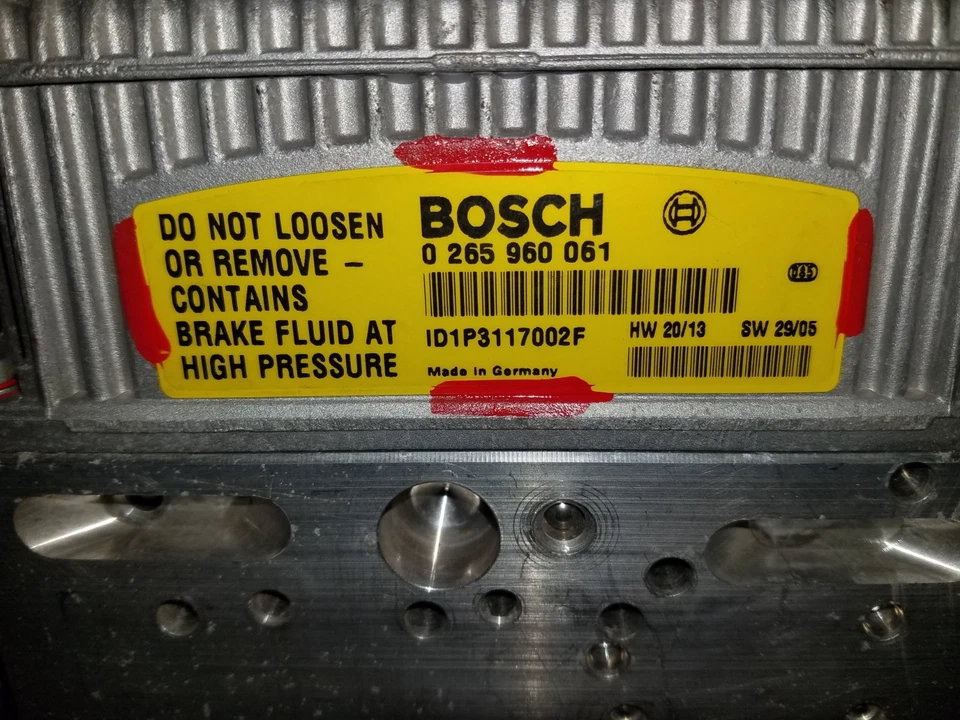 DO NOT LOOSEN
OR REMOVE –
CONTAINS
BRAKE FLUID AT
HIGH PRESSURE
BOSCH
0 265 960 061
ID1P3117002F
HW 20/13 SW 29/05
Made in Germany